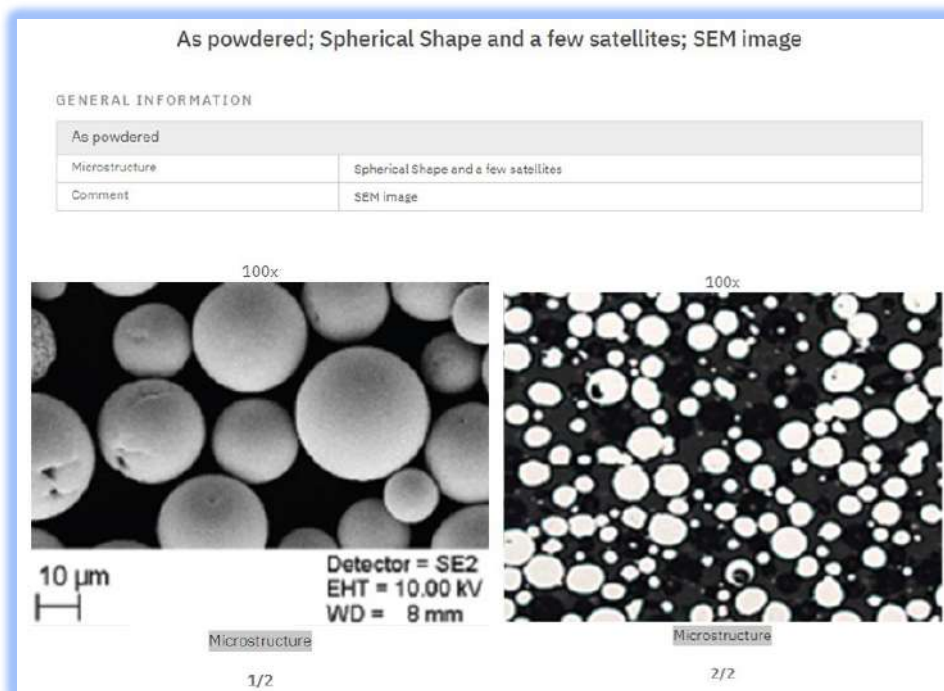 As powdered; Spherical Shape and a few satellites; SEM image
GENERAL INFORMATION
As powdered
Microstructure Spherical Shape and a few satellites
Comment SEM image
100x
100x
10 µm
Detector = SE2
EHT = 10.00 kV
WD = 8 mm
Microstructure
Microstructure
1/2
2/2